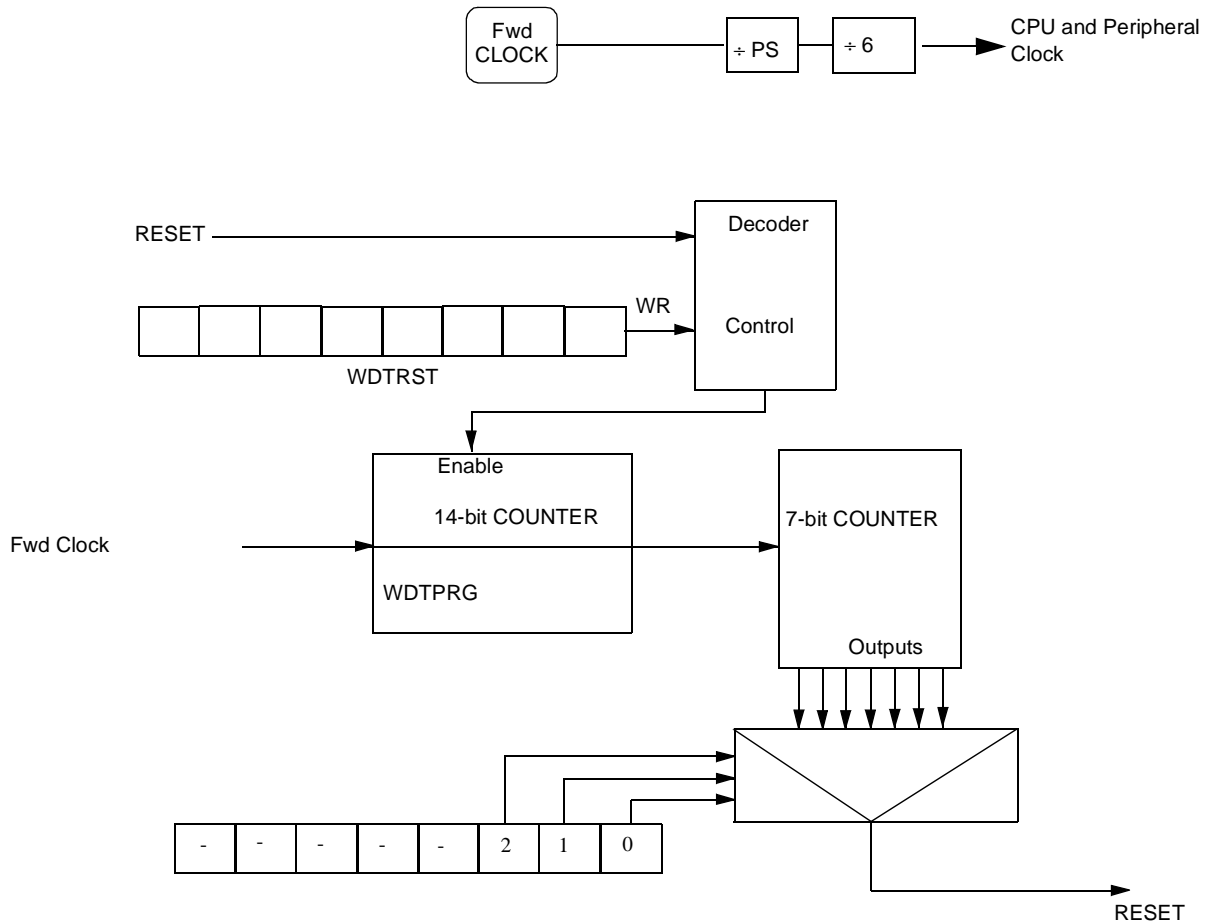 Fwd
CLOCK
÷ PS
÷ 6
CPU and Peripheral
Clock
RESET
Decoder
WR
Control
WDTRST
Enable
14-bit COUNTER
7-bit COUNTER
Fwd Clock
WDTPRG
Outputs
- - - - - 2 1 0
RESET